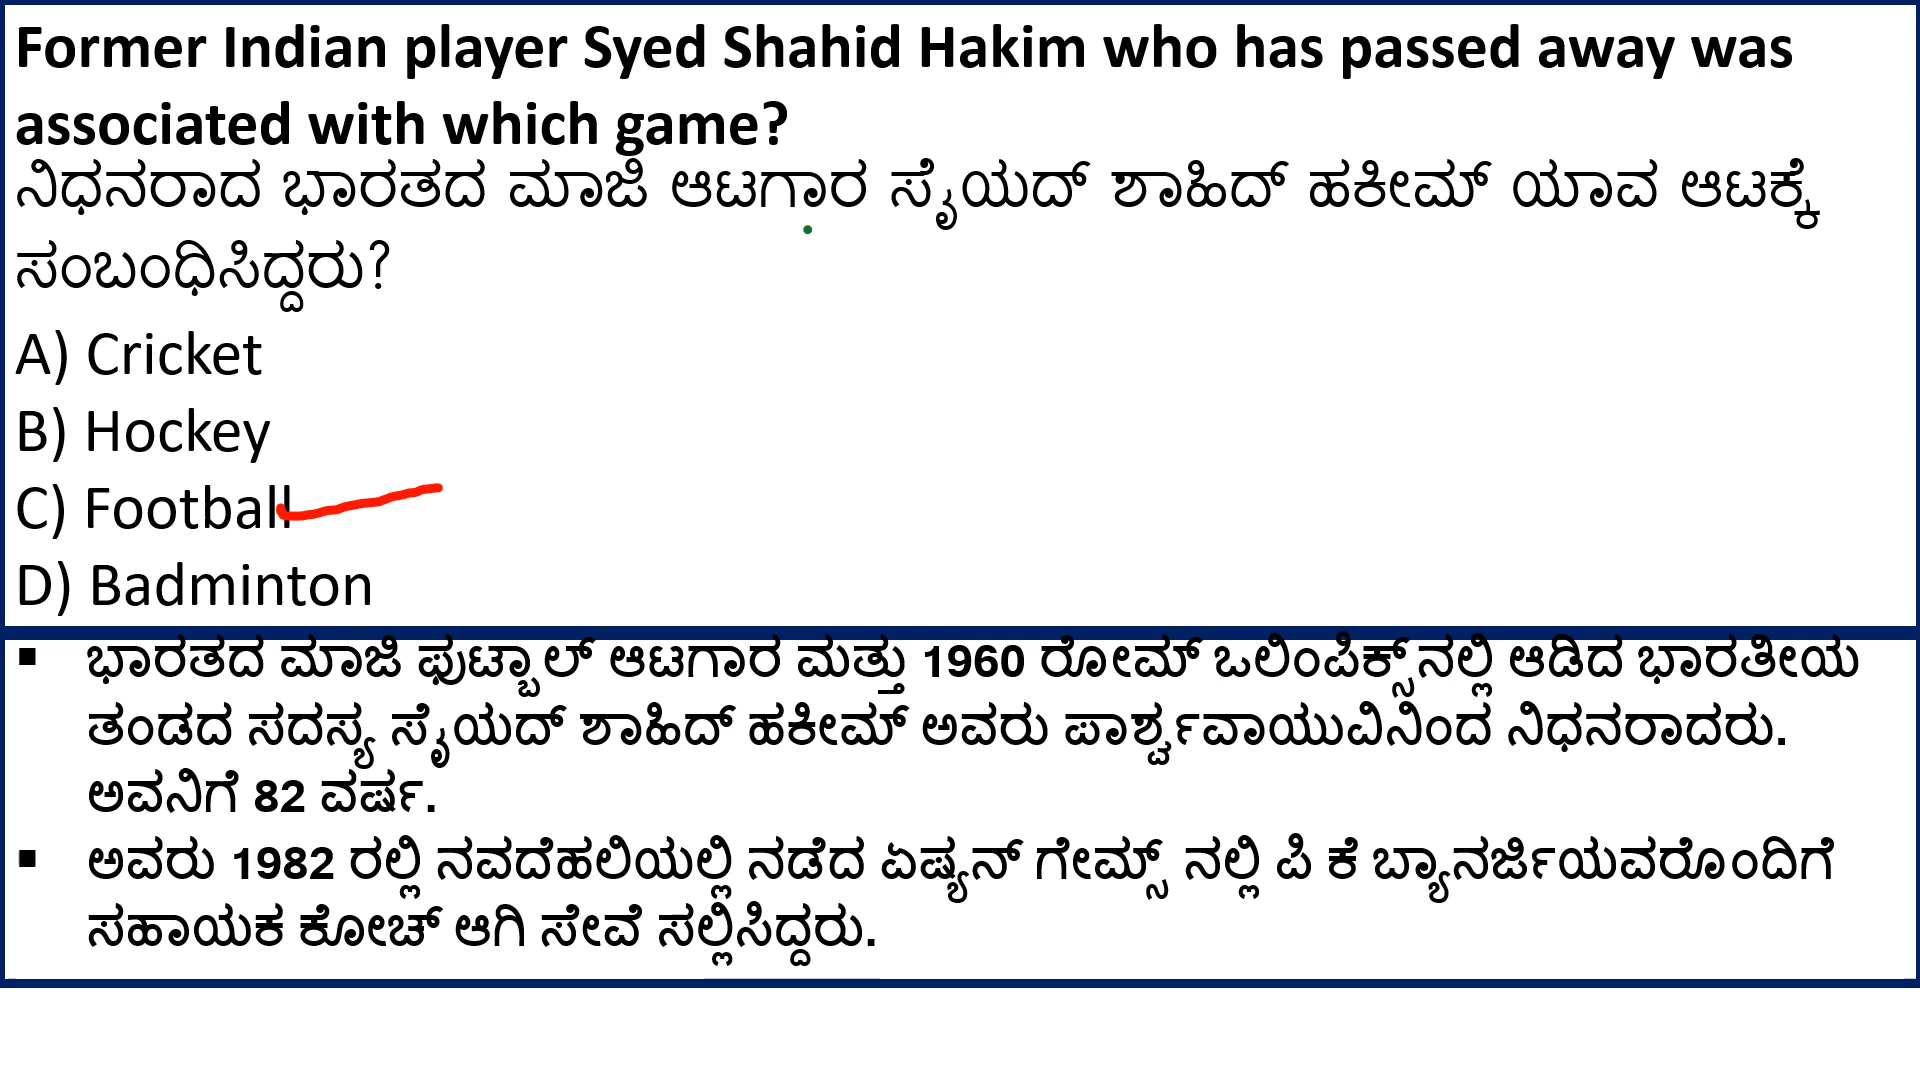 Former Indian player Syed Shahid Hakim who has passed away was
associated with which game?
ನಿಧನರಾದ ಭಾರತದ ಮಾಜಿ ಆಟಗಾರ ಸೈಯದ್ ಶಾಹಿದ್ ಹಕೀಮ್ ಯಾವ ಆಟಕ್ಕೆ
ಸಂಬಂಧಿಸಿದ್ದರು?
A) Cricket
B) Hockey
C) Football
D) Badminton
▪ ಭಾರತದ ಮಾಜಿ ಫುಟ್ಬಾಲ್ ಆಟಗಾರ ಮತ್ತು 1960 ರೋಮ್ ಒಲಿಂಪಿಕ್ಸ್‌ನಲ್ಲಿ ಆಡಿದ ಭಾರತೀಯ
ತಂಡದ ಸದಸ್ಯ ಸೈಯದ್ ಶಾಹಿದ್ ಹಕೀಮ್ ಅವರು ಪಾರ್ಶ್ವವಾಯುವಿನಿಂದ ನಿಧನರಾದರು.
ಅವನಿಗೆ 82 ವರ್ಷ.
▪ ಅವರು 1982 ರಲ್ಲಿ ನವದೆಹಲಿಯಲ್ಲಿ ನಡೆದ ಏಷ್ಯನ್ ಗೇಮ್ಸ್ ನಲ್ಲಿ ಪಿ ಕೆ ಬ್ಯಾನರ್ಜಿಯವರೊಂದಿಗೆ
ಸಹಾಯಕ ಕೋಚ್ ಆಗಿ ಸೇವೆ ಸಲ್ಲಿಸಿದ್ದರು.